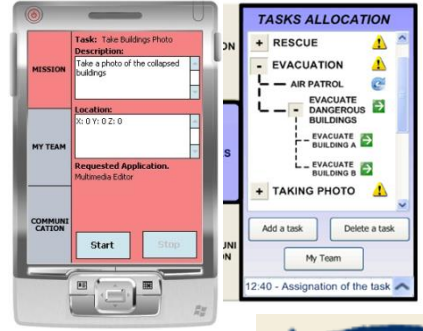 Task: Take Buildings Photo
Description:
Take a photo of the collapsed
buildings
MISSION
Location:
X: 0 Y: 0 Z: 0
MY TEAM
Requested Application.
Multimedia Editor
COMMUNI
CATION
Start
Stop
ON
S
UNI
N
TASKS ALLOCATION
+ RESCUE
- EVACUATION
AIR PATROL
- EVACUATE
DANGEROUS
BUILDINGS
EVACUATE
BUILDING A
EVACUATE
BUILDING B
+ TAKING PHOTO
Add a task
Delete a task
My Team
12:40 - Assignation of the task